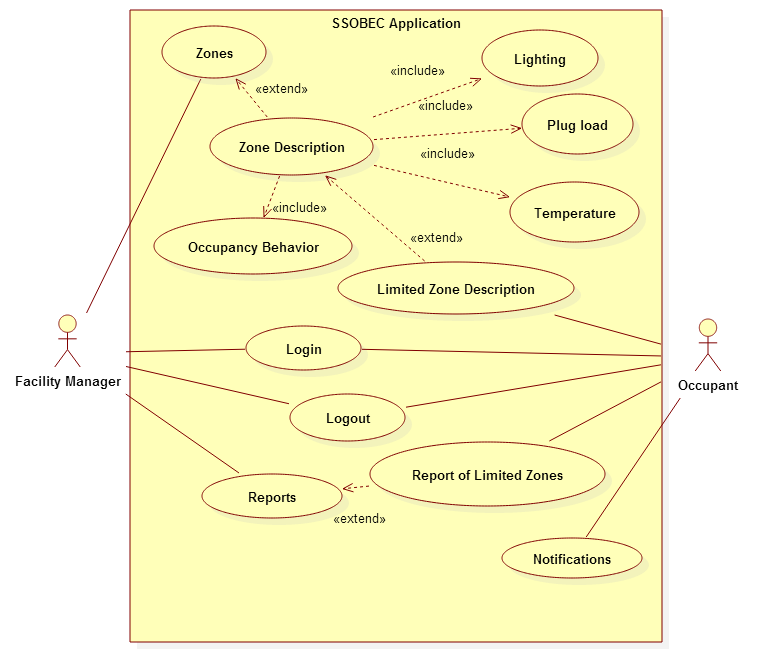 SSOBEC Application
Zones
Lighting
«include»
«extend»
«include»
Plug load
Zone Description
«include»
Temperature
«include»
Occupancy Behavior
«extend»
Limited Zone Description
Login
Facility Manager
Occupant
Logout
Report of Limited Zones
Reports
«extend»
Notifications